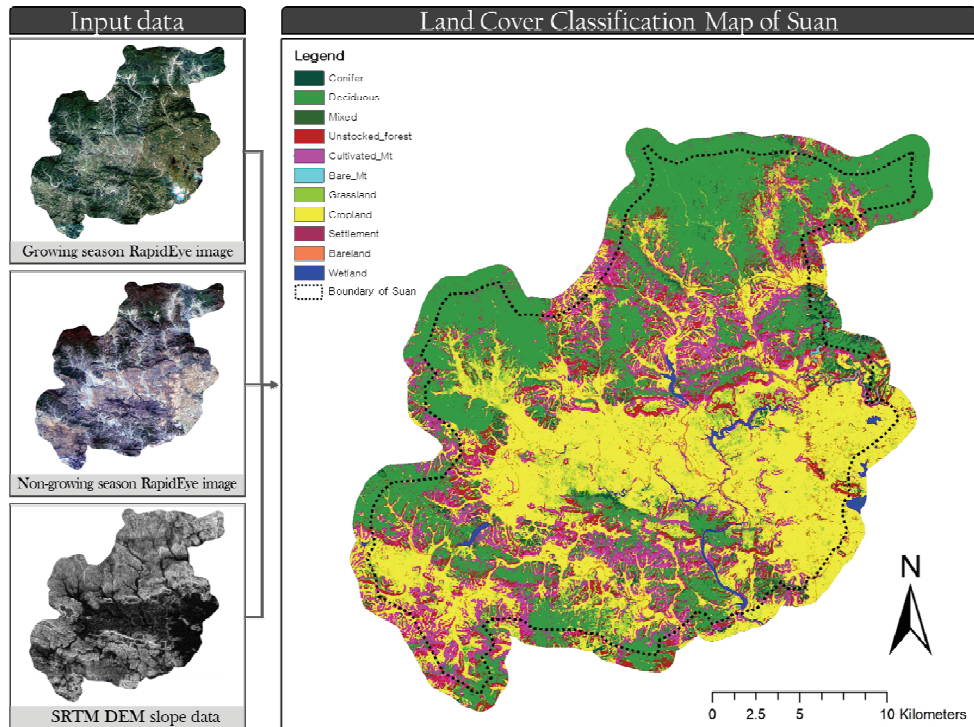 Input data
Growing season RapidEye image
Non-growing season RapidEye image
SRTM DEM slope data
Land Cover Classification Map of Suan
Legend
Conifer
Deciduous
Mixed
Unstocked_forest
Cultivated_Mt
Bare_Mt
Grassland
Cropland
Settlement
Bareland
Wetland
Boundary of Suan
N
0 2.5 5 10 Kilometers